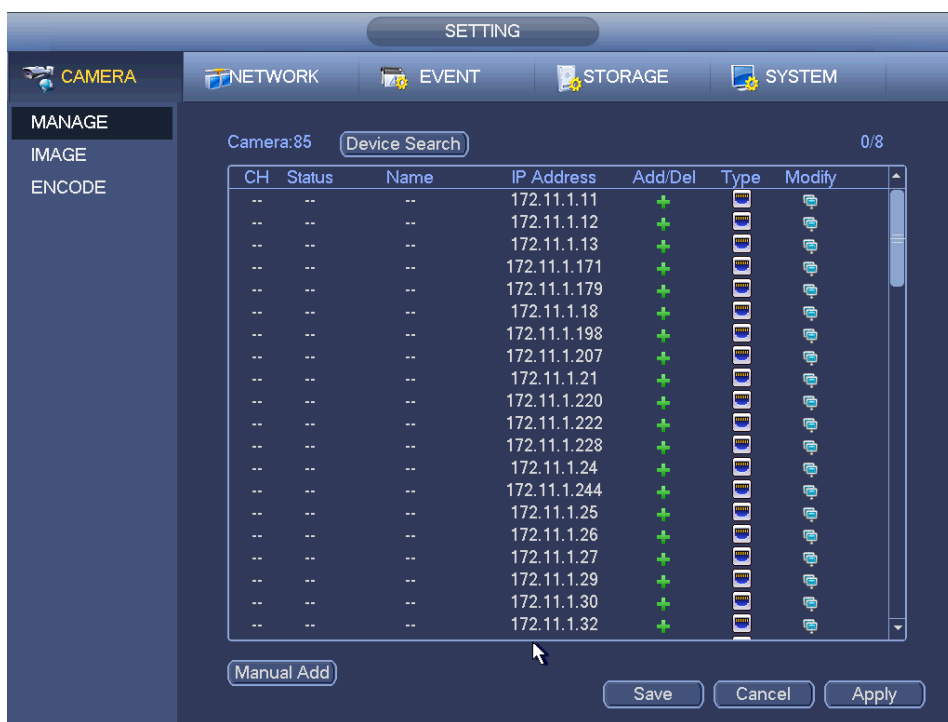 SETTING
CAMERA NETWORK EVENT STORAGE SYSTEM
MANAGE
IMAGE
ENCODE
Camera:85 Device Search 0/8
CH Status Name IP Address Add/Del Type Modify
-- -- -- 172.11.1.11
-- -- -- 172.11.1.12
-- -- -- 172.11.1.13
-- -- -- 172.11.1.171
-- -- -- 172.11.1.179
-- -- -- 172.11.1.18
-- -- -- 172.11.1.198
-- -- -- 172.11.1.207
-- -- -- 172.11.1.21
-- -- -- 172.11.1.220
-- -- -- 172.11.1.222
-- -- -- 172.11.1.228
-- -- -- 172.11.1.24
-- -- -- 172.11.1.244
-- -- -- 172.11.1.25
-- -- -- 172.11.1.26
-- -- -- 172.11.1.27
-- -- -- 172.11.1.29
-- -- -- 172.11.1.30
-- -- -- 172.11.1.32
Manual Add
Save Cancel Apply